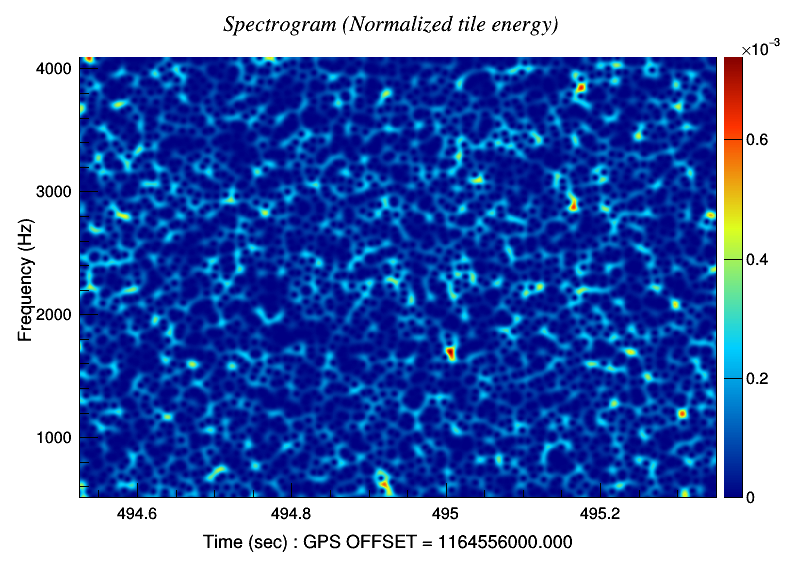 Spectrogram (Normalized tile energy)
×10⁻³
4000
3000
2000
1000
Frequency (Hz)
0.6
0.4
0.2
0
494.6 494.8 495 495.2
Time (sec) : GPS OFFSET = 1164556000.000